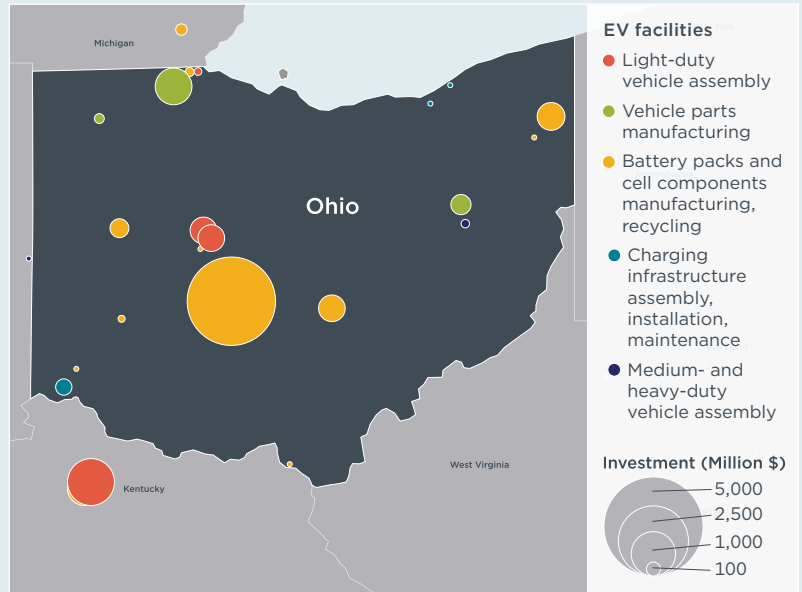 Michigan
Ohio
West Virginia
Kentucky
EV facilities
Light-duty
vehicle assembly
Vehicle parts
manufacturing
Battery packs and
cell components
manufacturing,
recycling
Charging
infrastructure
assembly,
installation,
maintenance
Medium- and
heavy-duty
vehicle assembly
Investment (Million $)
5,000
2,500
1,000
100